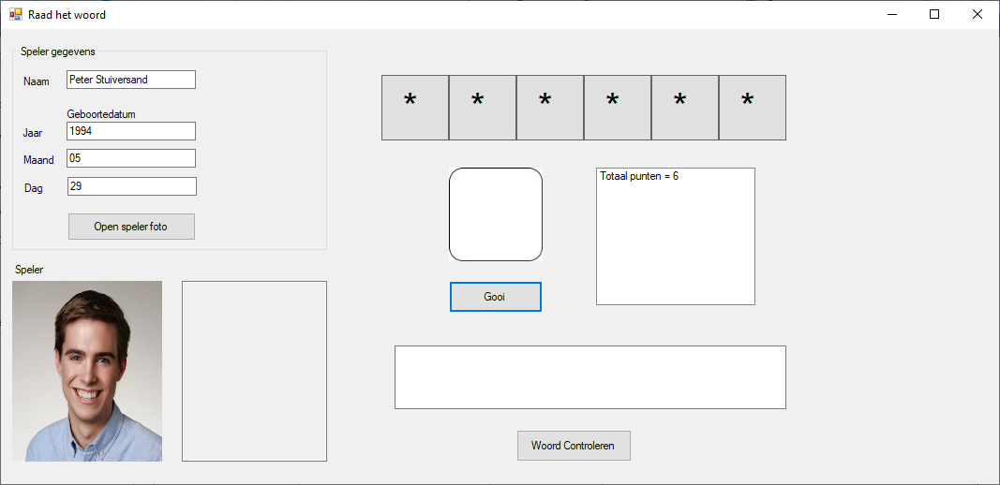 Raad het woord
Speler gegevens
Naam Peter Stuiversand
Geboortedatum
Jaar 1994
Maand 05
Dag 29
Open speler foto
Speler
* * * * * *
Totaal punten = 6
Gooi
Woord Controleren